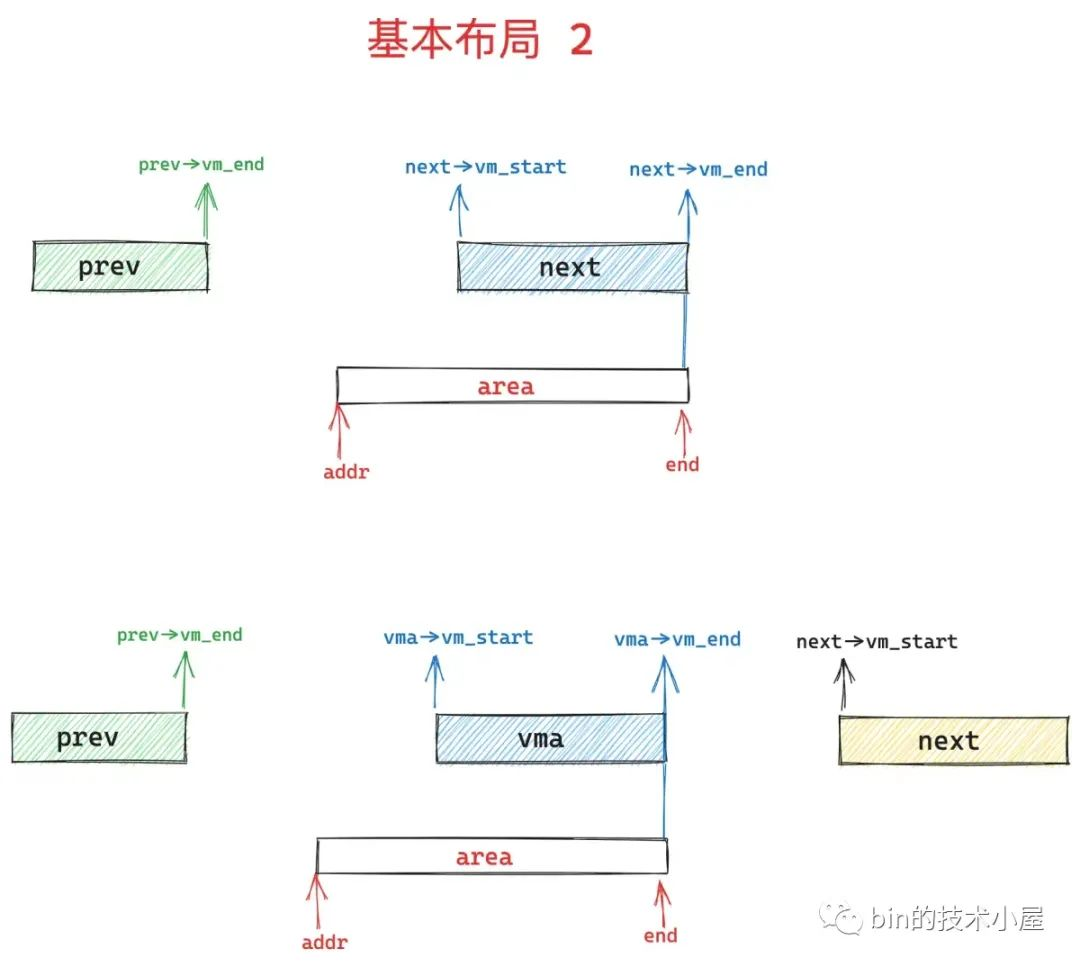 基本布局 2
prev→vm_end
next→vm_start
next→vm_end
prev
next
area
addr
end
prev→vm_end
vma→vm_start
vma→vm_end
next→vm_start
prev
vma
next
area
addr
end
bin的技术小屋